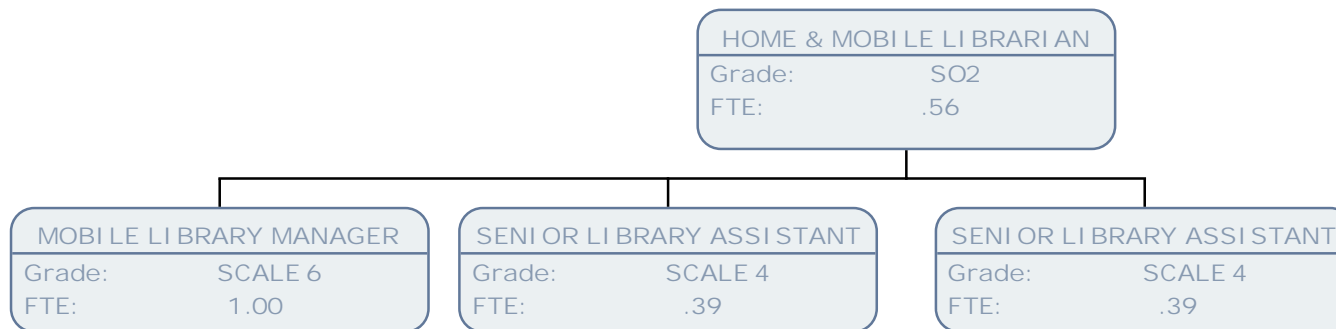 HOME & MOBILE LIBRARIAN
Grade: SO2
FTE: .56
MOBILE LIBRARY MANAGER
Grade: SCALE 6
FTE: 1.00
SENIOR LIBRARY ASSISTANT
Grade: SCALE 4
FTE: .39
SENIOR LIBRARY ASSISTANT
Grade: SCALE 4
FTE: .39